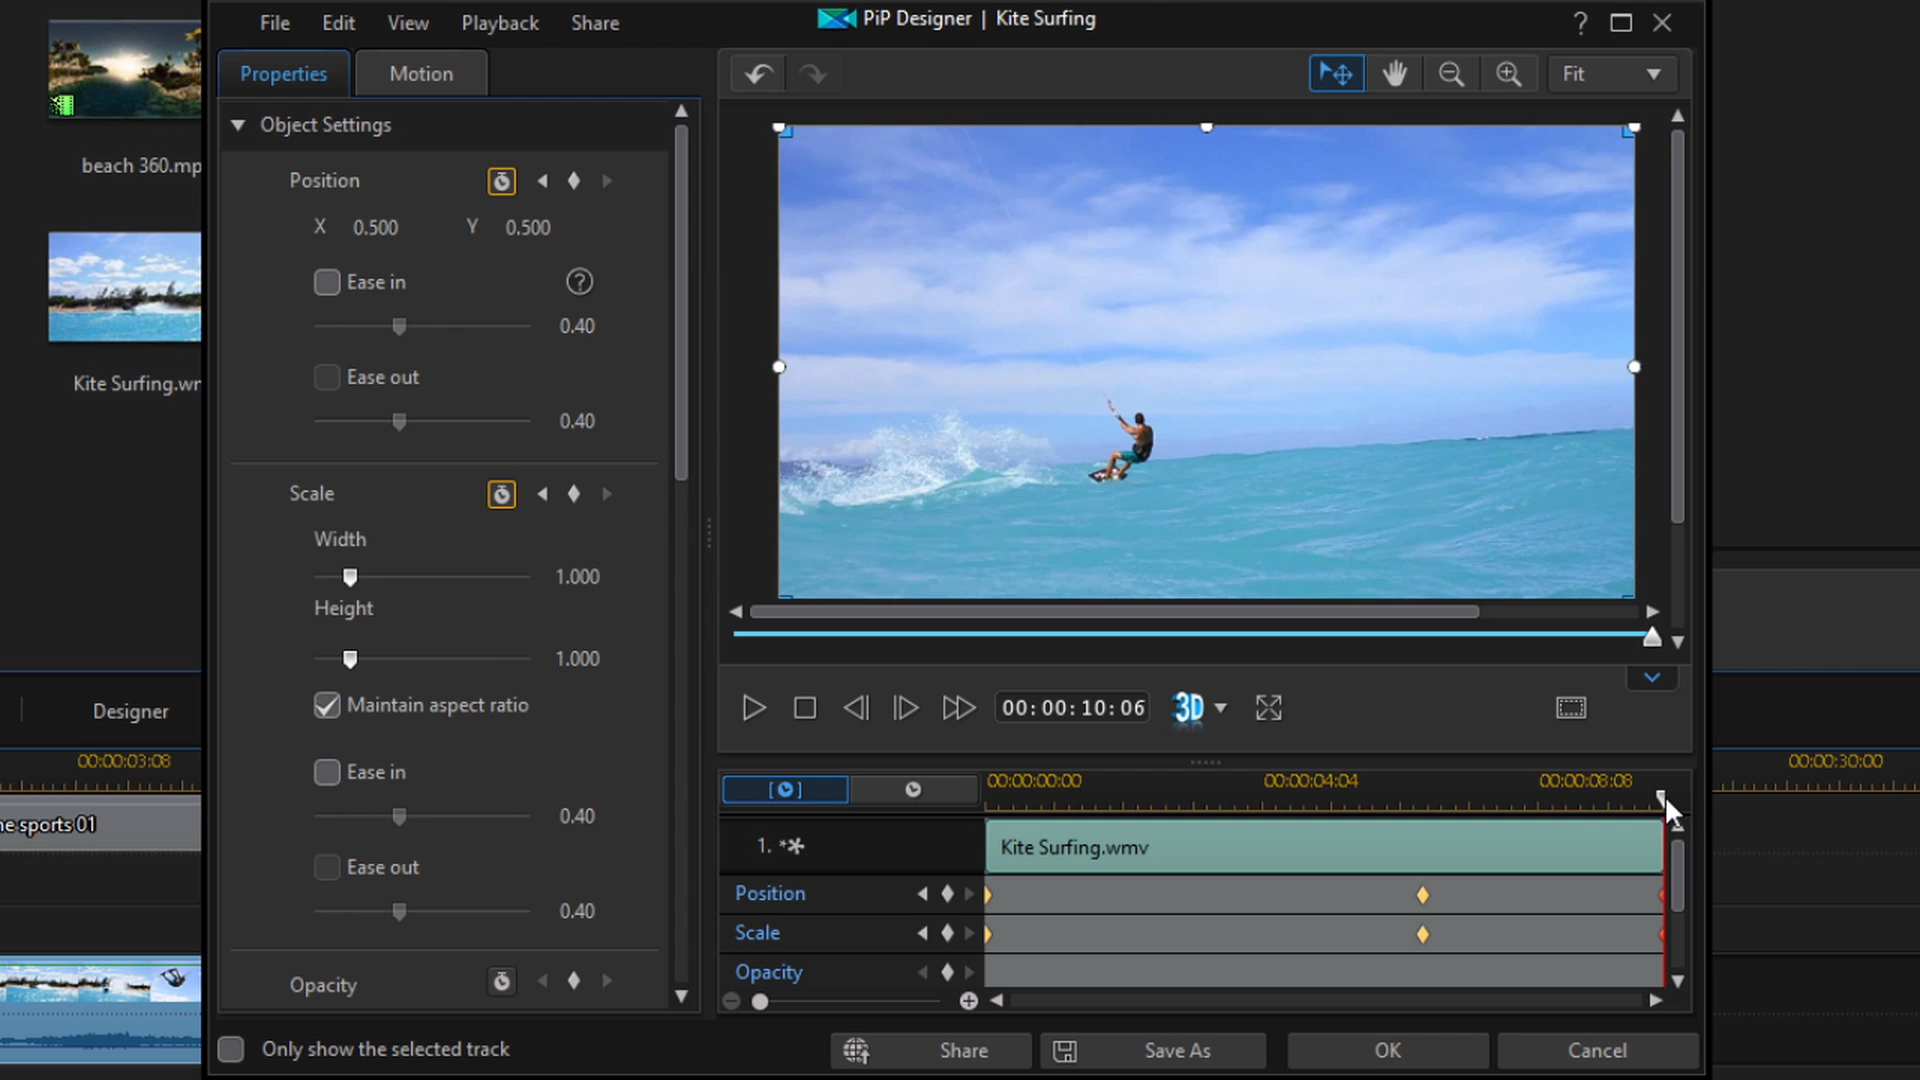 File Edit View Playback Share
PiP Designer | Kite Surfing
?
Properties Motion
Fit
Object Settings
beach 360.mp
Position
X 0.500 Y 0.500
Ease in ?
0.40
Ease out
0.40
Kite Surfing.wm
Scale
Width
1.000
Height
1.000
Maintain aspect ratio
Ease in
0.40
Ease out
0.40
Opacity
00:00:10:06 3D
Designer
00:00:03:08
00:00:00:00 00:00:04:04 00:00:08:08
00:00:30:00
ne sports 01
1. Kite Surfing.wmv
Position
Scale
Opacity
Only show the selected track
Share Save As OK Cancel